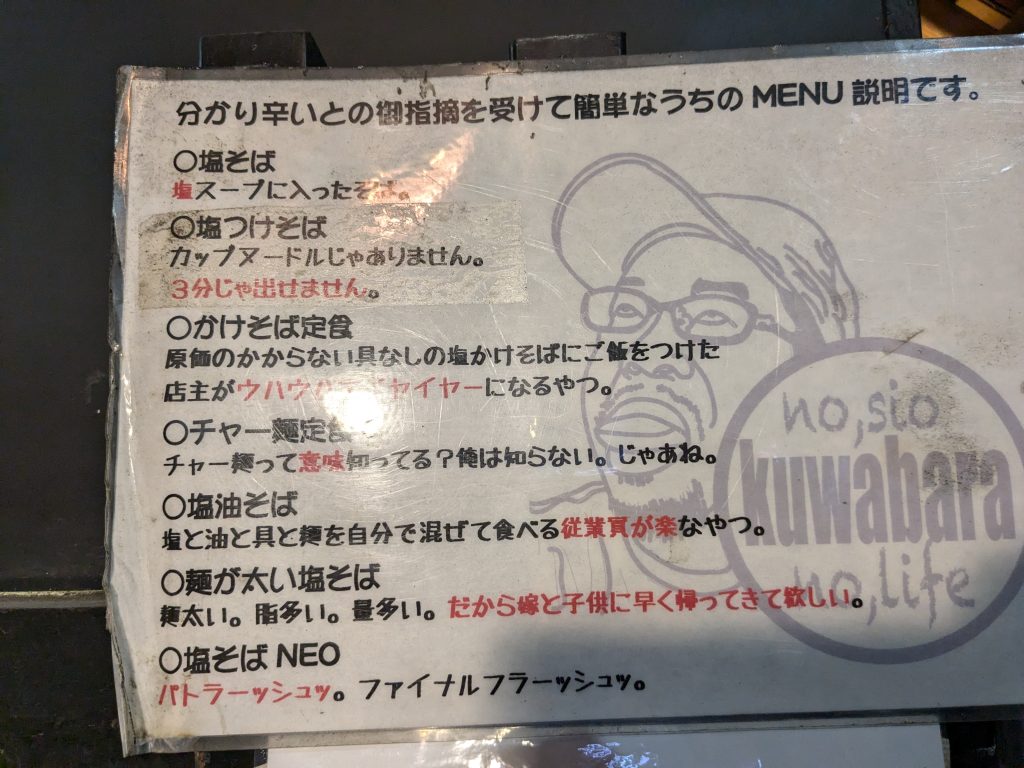 分かり辛いとの御指摘を受けて簡単なうちのMENU説明です。
○塩そば
塩スープに入ったそば。
○塩つけそば
カップヌードルじゃありません。
３分じゃ出せません。
○かけそば定食
原価のかからない具なしの塩かけそばにご飯をつけた
店主がウハウハでイヤイヤーになるやつ。
○チャー麺定食
チャー麺って意味知ってる？俺は知らない。じゃあね。
○塩油そば
塩と油と具と麺を自分で混ぜて食べる従業員が楽なやつ。
○麺が太い塩そば
麺太い。脂多い。量多い。だから嫁と子供に早く帰ってきて欲しい。
○塩そばNEO
パトラーッシュッ。ファイナルフラーッシュッ。
no,sio
kuwabara
no,life